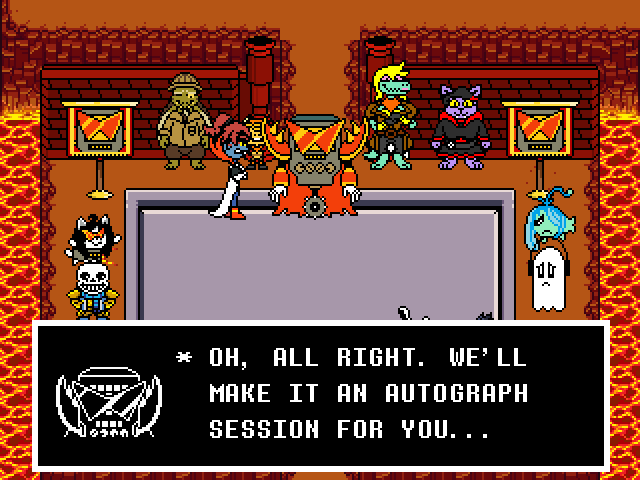 * OH, ALL RIGHT. WE'LL
MAKE IT AN AUTOGRAPH
SESSION FOR YOU...